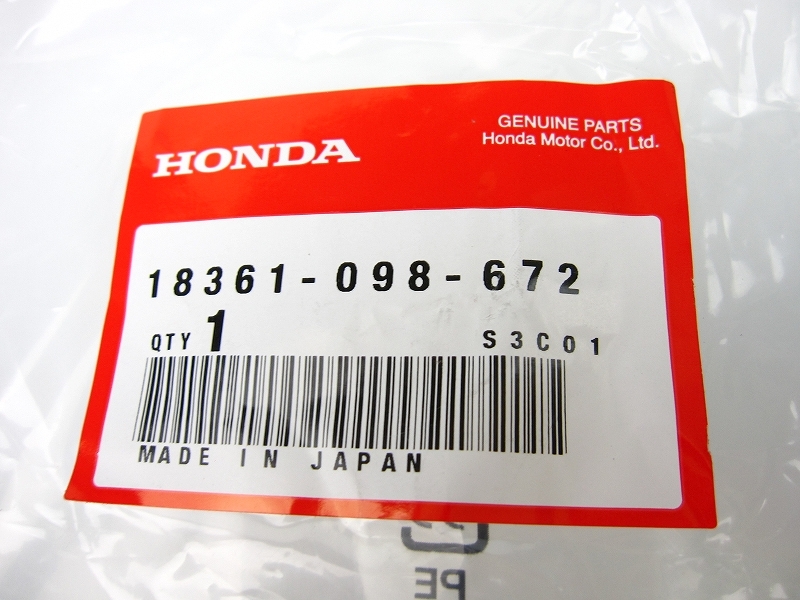 HONDA
GENUINE PARTS
Honda Motor Co., Ltd.
18361-098-672
QTY 1 S3C01
MADE IN JAPAN
PE